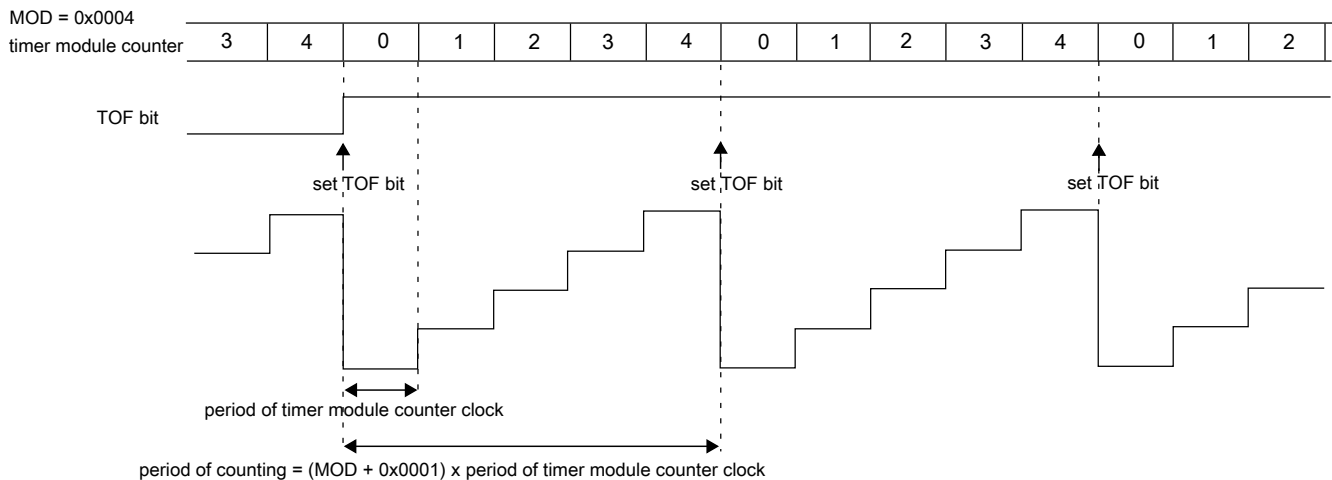 MOD = 0x0004
timer module counter 3 4 0 1 2 3 4 0 1 2 3 4 0 1 2
TOF bit
set TOF bit set TOF bit set TOF bit
period of timer module counter clock
period of counting = (MOD + 0x0001) x period of timer module counter clock